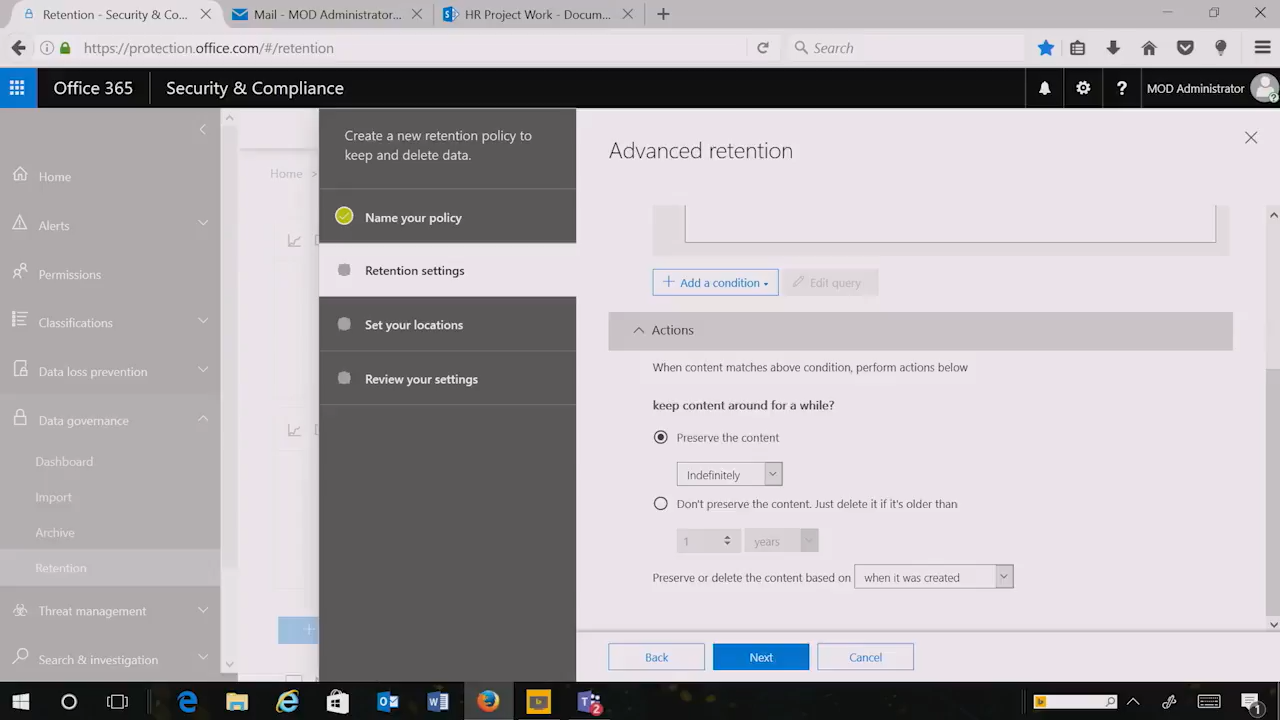 Retention - Security & Co...
Mail - MOD Administrator...
HR Project Work - Docum...
https://protection.office.com/#/retention
Search
Office 365
Security & Compliance
?
MOD Administrator
Home
Alerts
Permissions
Classifications
Data loss prevention
Data governance
Dashboard
Import
Archive
Retention
Threat management
Search & investigation
Home >
Create a new retention policy to
keep and delete data.
Name your policy
Retention settings
Set your locations
Review your settings
Advanced retention
Add a condition
Edit query
Actions
When content matches above condition, perform actions below
keep content around for a while?
Preserve the content
Indefinitely
Don't preserve the content. Just delete it if it's older than
1 years
Preserve or delete the content based on when it was created
Back
Next
Cancel
2
1